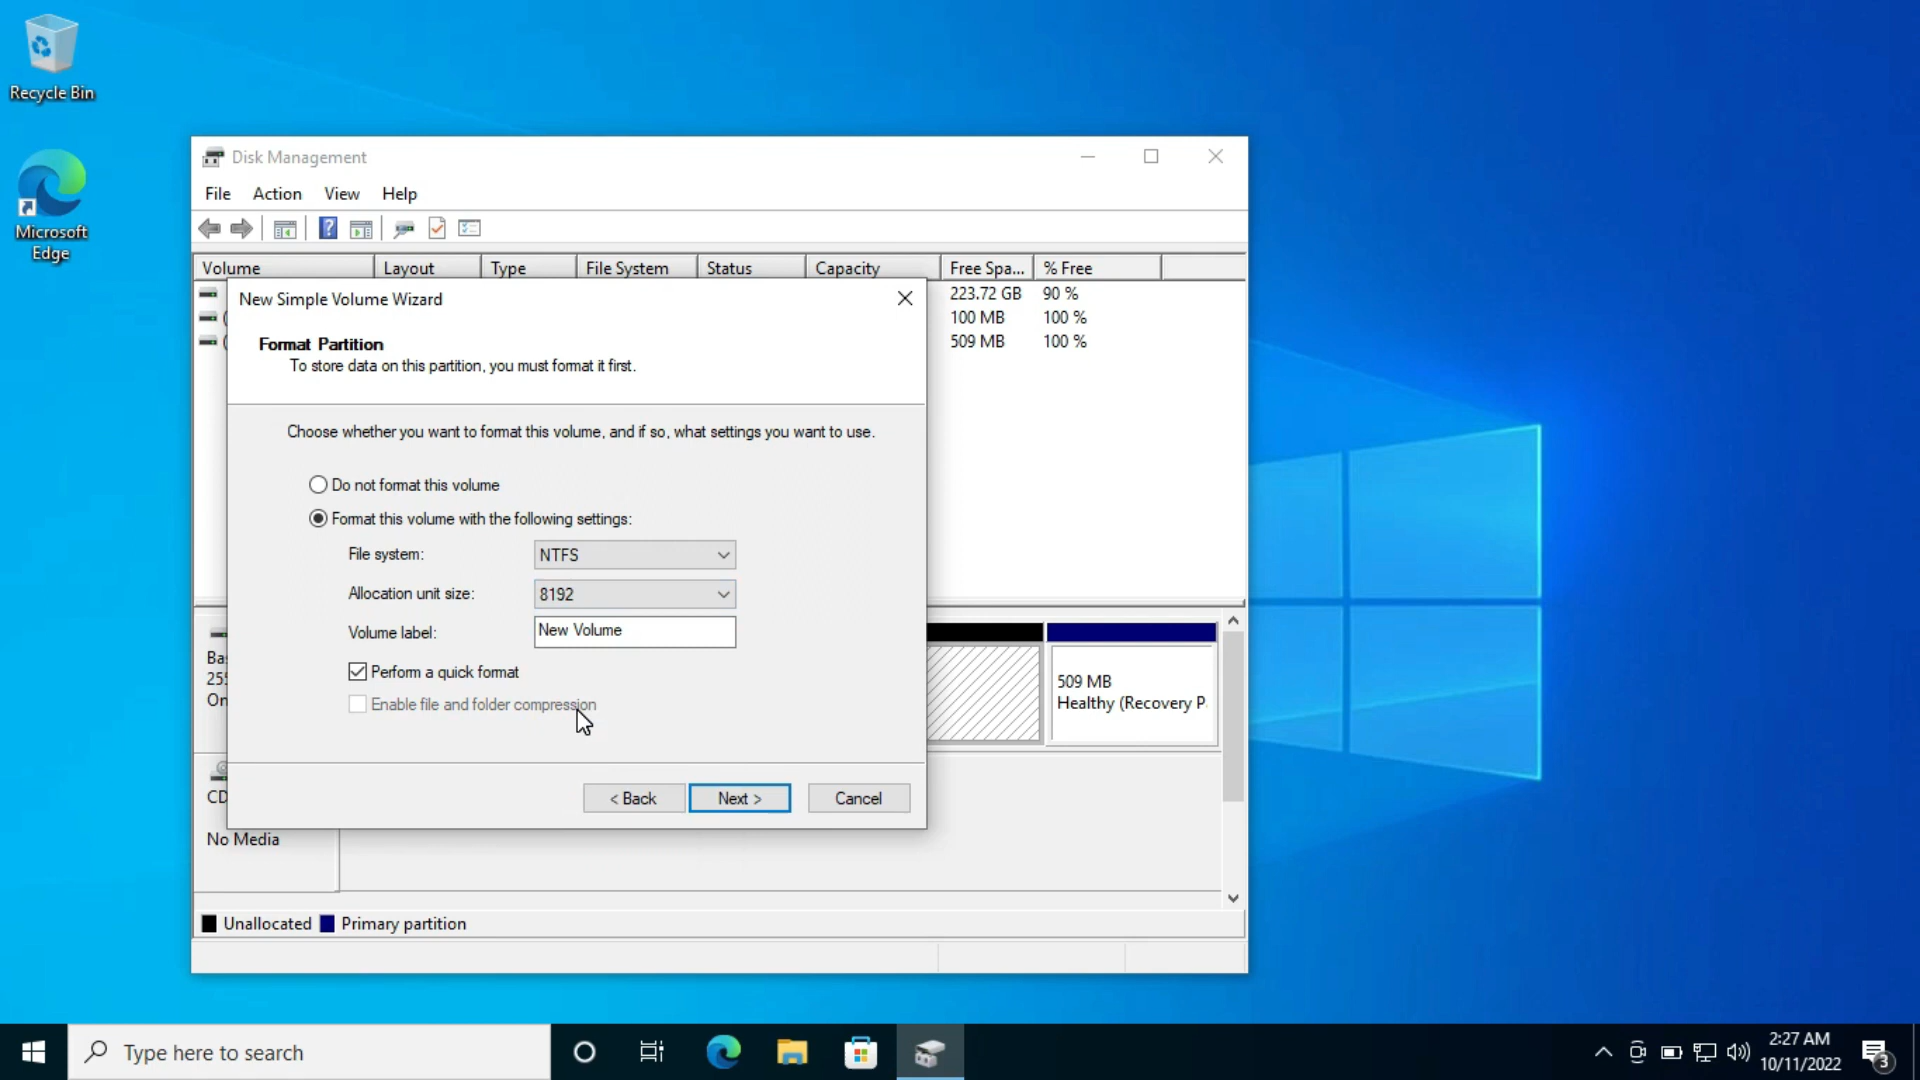 Recycle Bin
Microsoft
Edge
Disk Management
File Action View Help
Volume Layout Type File System Status Capacity Free Spa... % Free
223.72 GB 90 %
100 MB 100 %
509 MB 100 %
New Simple Volume Wizard
Format Partition
To store data on this partition, you must format it first.
Choose whether you want to format this volume, and if so, what settings you want to use.
Do not format this volume
Format this volume with the following settings:
File system: NTFS
Allocation unit size: 8192
Volume label: New Volume
Perform a quick format
Enable file and folder compression
< Back Next > Cancel
Ba
25
On
509 MB
Healthy (Recovery P
CD
No Media
Unallocated Primary partition
Type here to search
2:27 AM
10/11/2022
3